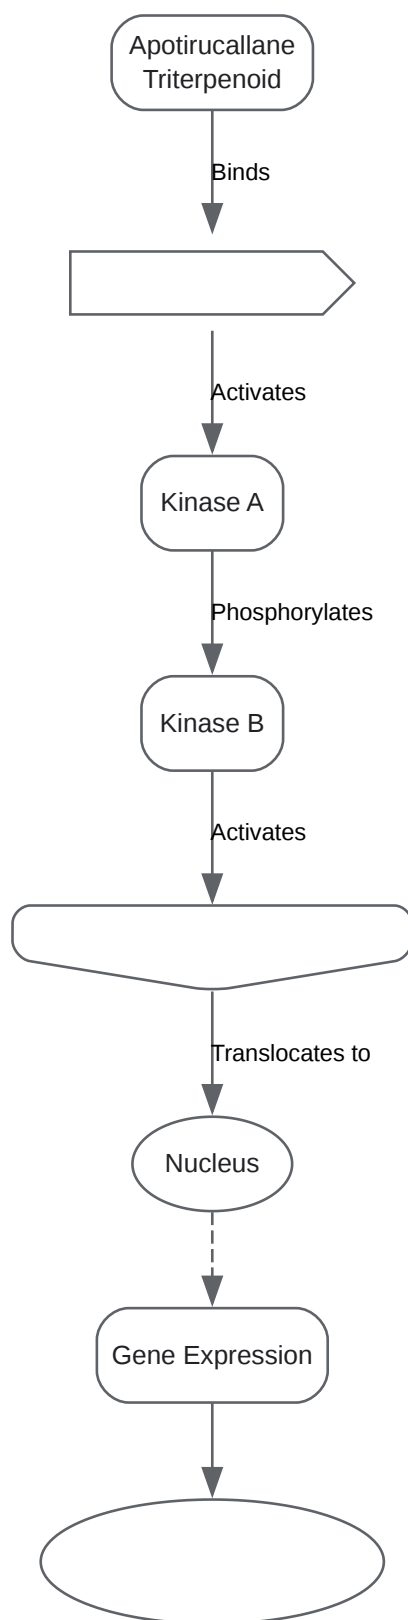 Apotirucallane
Triterpenoid
Binds
Activates
Kinase A
Phosphorylates
Kinase B
Activates
Translocates to
Nucleus
Gene Expression